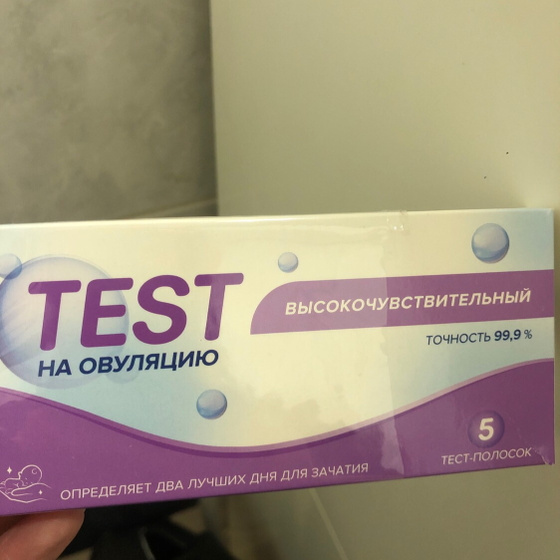 TEST
НА ОВУЛЯЦИЮ
ВЫСОКОЧУВСТВИТЕЛЬНЫЙ
ТОЧНОСТЬ 99,9 %
5
ТЕСТ-ПОЛОСОК
ОПРЕДЕЛЯЕТ ДВА ЛУЧШИХ ДНЯ ДЛЯ ЗАЧАТИЯ